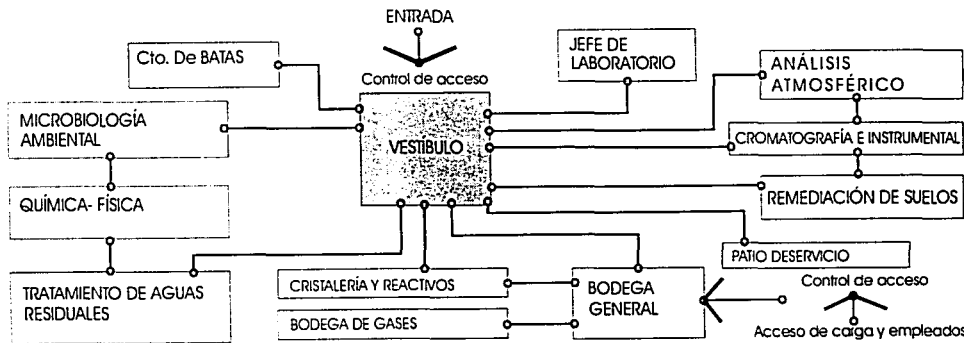 ENTRADA
Cto. De BATAS
Control de acceso
JEFE DE
LABORATORIO
ANÁLISIS
ATMOSFÉRICO
MICROBIOLOGÍA
AMBIENTAL
VESTÍBULO
CROMATOGRAFÍA E INSTRUMENTAL
QUÍMICA- FÍSICA
REMEDIACIÓN DE SUELOS
PATIO DESERVICIO
TRATAMIENTO DE AGUAS
RESIDUALES
CRISTALERÍA Y REACTIVOS
BODEGA DE GASES
BODEGA
GENERAL
Control de acceso
Acceso de carga y empleados